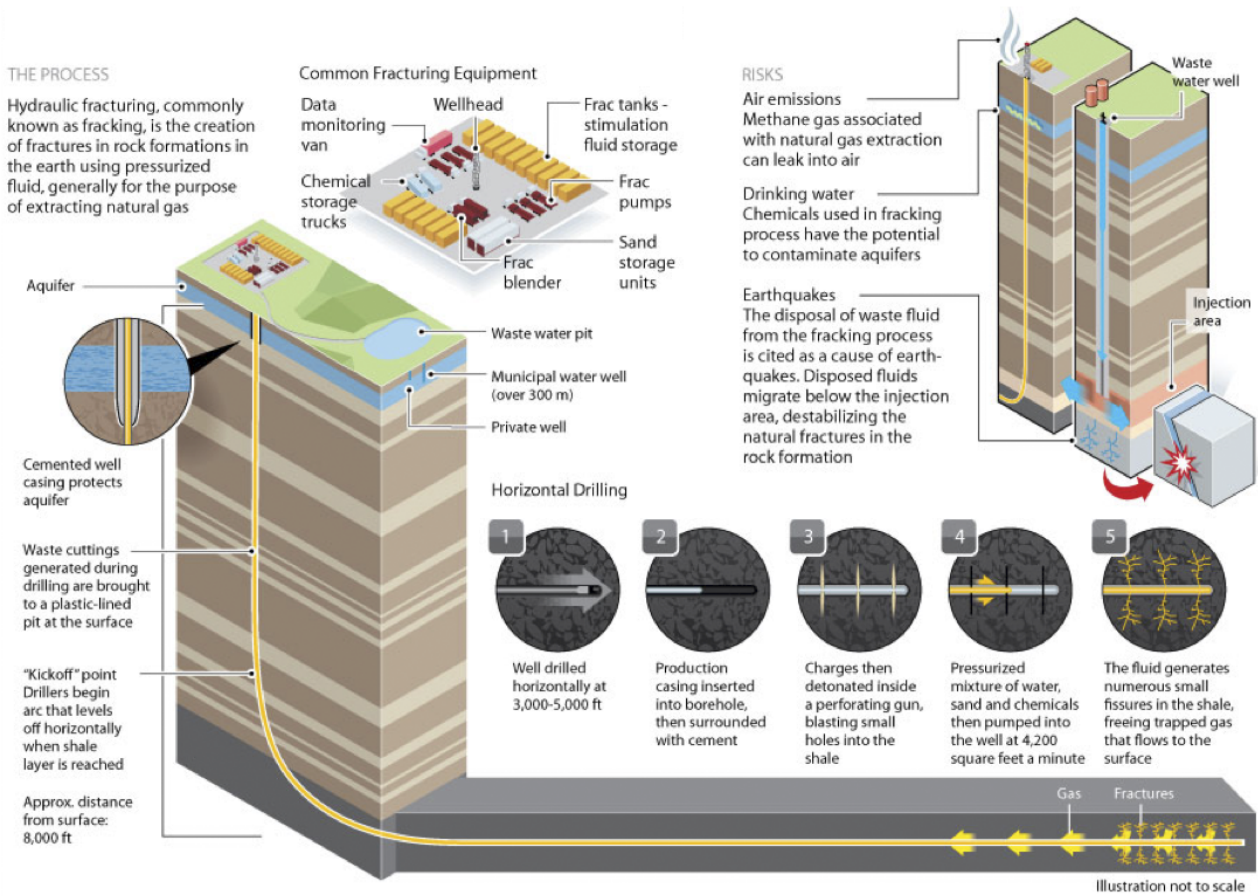 THE PROCESS
Hydraulic fracturing, commonly
known as fracking, is the creation
of fractures in rock formations in
the earth using pressurized
fluid, generally for the purpose
of extracting natural gas
Common Fracturing Equipment
Data
monitoring
van
Wellhead
Frac tanks -
stimulation
fluid storage
Chemical
storage
trucks
Frac
pumps
Frac
blender
Sand
storage
units
Aquifer
Waste water pit
Municipal water well
(over 300 m)
Private well
Cemented well
casing protects
aquifer
Waste cuttings
generated during
drilling are brought
to a plastic-lined
pit at the surface
"Kickoff" point
Drillers begin
arc that levels
off horizontally
when shale
layer is reached
Approx. distance
from surface:
8,000 ft
RISKS
Air emissions
Methane gas associated
with natural gas extraction
can leak into air
Drinking water
Chemicals used in fracking
process have the potential
to contaminate aquifers
Earthquakes
The disposal of waste fluid
from the fracking process
is cited as a cause of earth-
quakes. Disposed fluids
migrate below the injection
area, destabilizing the
natural fractures in the
rock formation
Waste
water well
Injection
area
Horizontal Drilling
1
Well drilled
horizontally at
3,000-5,000 ft
2
Production
casing inserted
into borehole,
then surrounded
with cement
3
Charges then
detonated inside
a perforating gun,
blasting small
holes into the
shale
4
Pressurized
mixture of water,
sand and chemicals
then pumped into
the well at 4,200
square feet a minute
5
The fluid generates
numerous small
fissures in the shale,
freeing trapped gas
that flows to the
surface
Gas
Fractures
Illustration not to scale